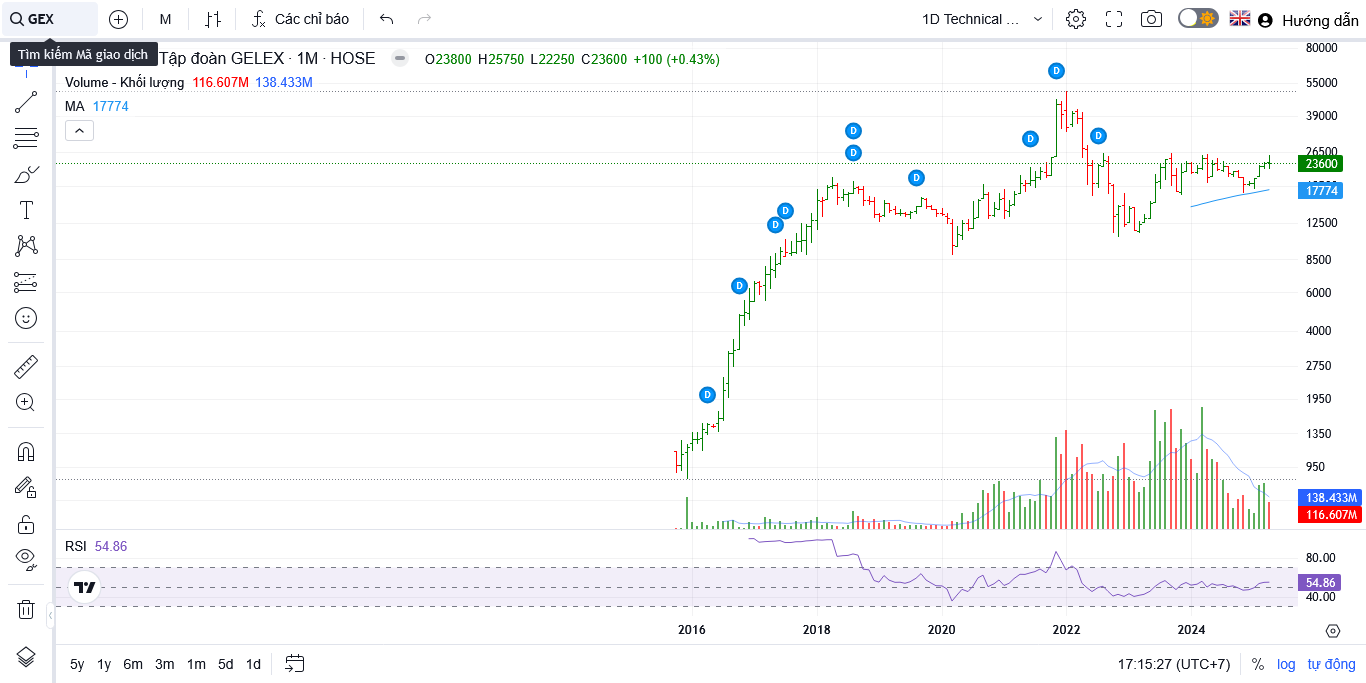 GEX
M
Các chỉ báo
1D Technical ...
Hướng dẫn
Tìm kiếm Mã giao dịch
Tập đoàn GELEX · 1M · HOSE
O23800 H25750 L22250 C23600 +100 (+0.43%)
Volume - Khối lượng 116.607M 138.433M
MA 17774
80000
55000
39000
26500
23600
17774
12500
8500
6000
4000
2750
1950
1350
950
138.433M
116.607M
D
D
D
D
D
D
D
D
D
D
RSI 54.86
80.00
54.86
40.00
2016 2018 2020 2022 2024
5y 1y 6m 3m 1m 5d 1d
17:15:27 (UTC+7) % log tự động